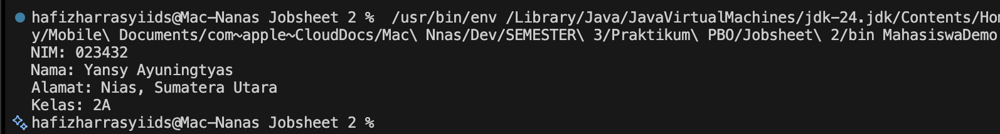 hafizharrasyiids@Mac-Nanas Jobsheet 2 %  /usr/bin/env /Library/Java/JavaVirtualMachines/jdk-24.jdk/Contents/Hom
y/Mobile\ Documents/com~apple~CloudDocs/Mac\ Nnas/Dev/SEMESTER\ 3/Praktikum\ PBO/Jobsheet\ 2/bin MahasiswaDemo
NIM: 023432
Nama: Yansy Ayuningtyas
Alamat: Nias, Sumatera Utara
Kelas: 2A
hafizharrasyiids@Mac-Nanas Jobsheet 2 %